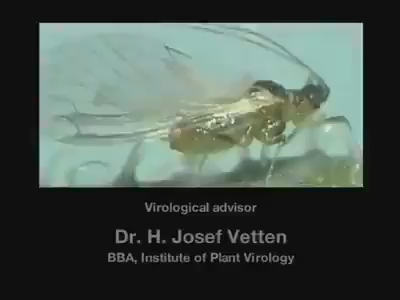 Virological advisor
Dr. H. Josef Vetten
BBA, Institute of Plant Virology